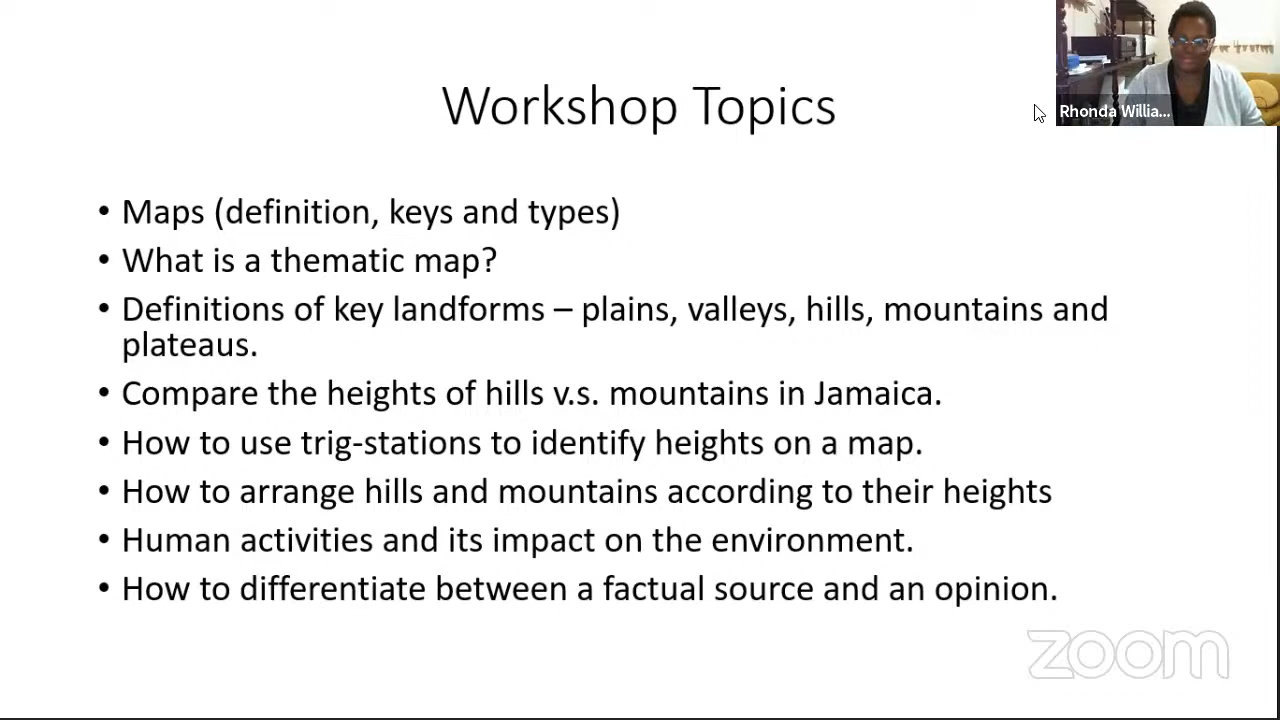 Workshop Topics
Rhonda Willia...
• Maps (definition, keys and types)
• What is a thematic map?
• Definitions of key landforms – plains, valleys, hills, mountains and
plateaus.
• Compare the heights of hills v.s. mountains in Jamaica.
• How to use trig-stations to identify heights on a map.
• How to arrange hills and mountains according to their heights
• Human activities and its impact on the environment.
• How to differentiate between a factual source and an opinion.
zoom